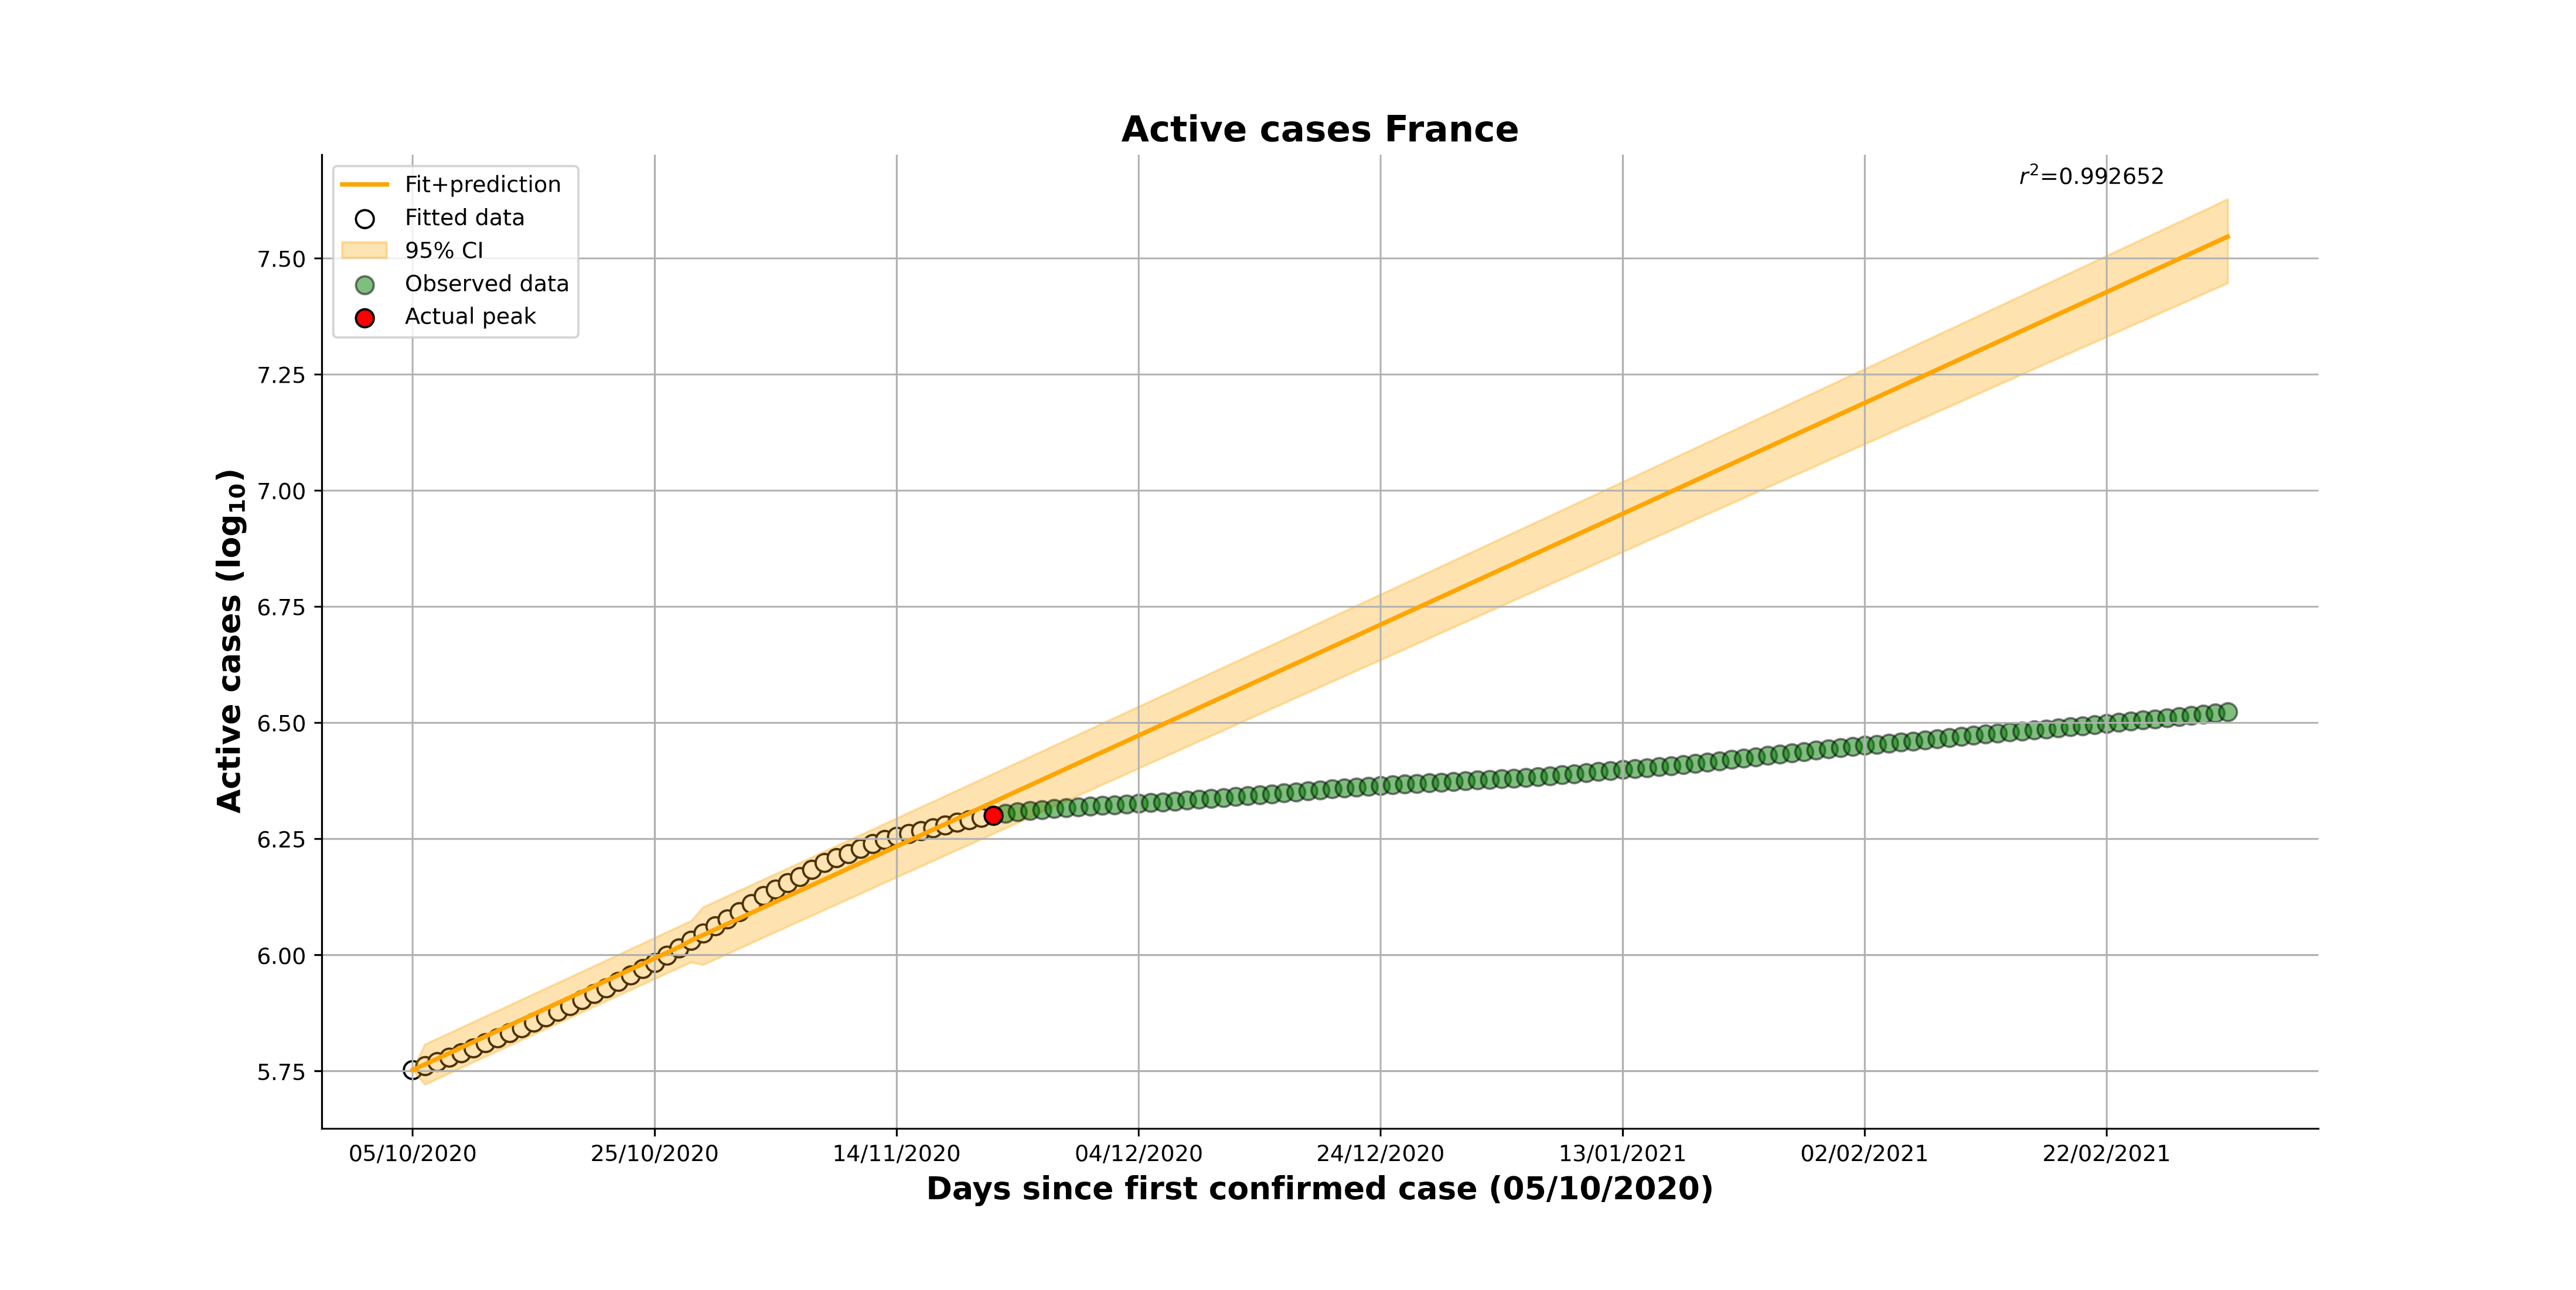 Active cases France
r²=0.992652
Fit+prediction
Fitted data
95% CI
Observed data
Actual peak
7.50
7.25
7.00
6.75
6.50
6.25
6.00
5.75
Active cases (log₁₀)
05/10/2020 25/10/2020 14/11/2020 04/12/2020 24/12/2020 13/01/2021 02/02/2021 22/02/2021
Days since first confirmed case (05/10/2020)